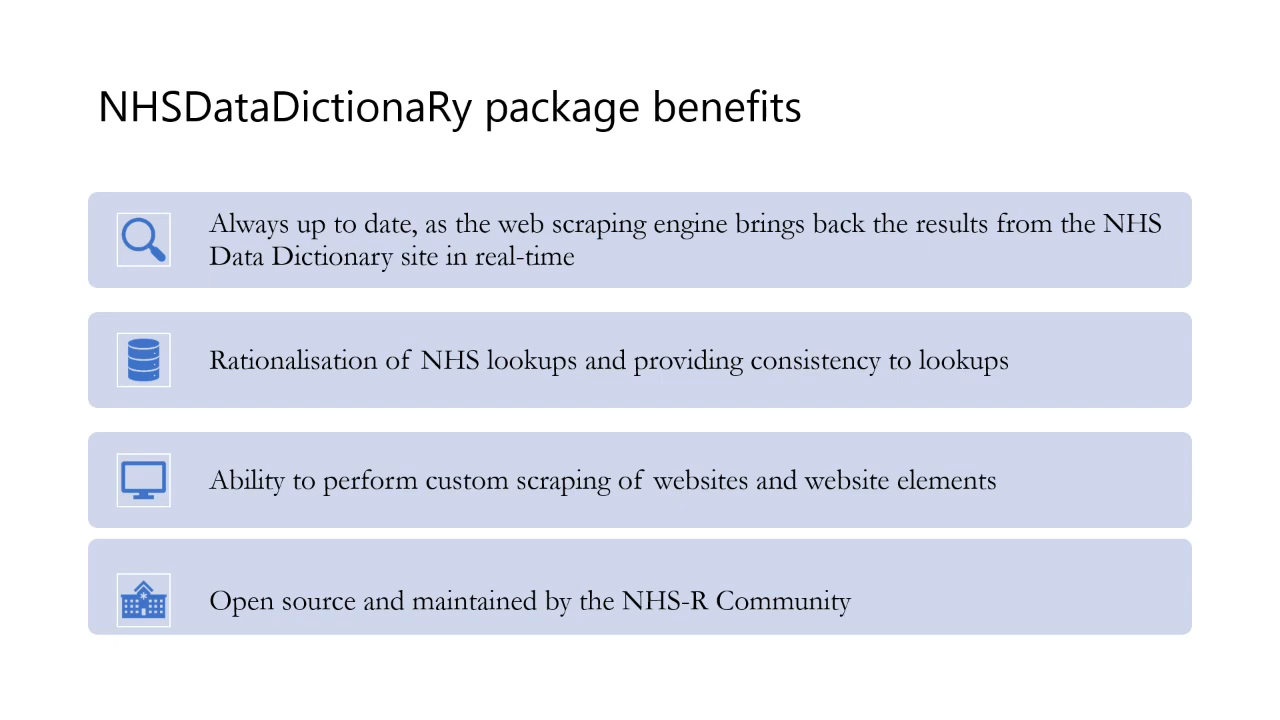 NHSDataDictionaRy package benefits
Always up to date, as the web scraping engine brings back the results from the NHS
Data Dictionary site in real-time
Rationalisation of NHS lookups and providing consistency to lookups
Ability to perform custom scraping of websites and website elements
Open source and maintained by the NHS-R Community